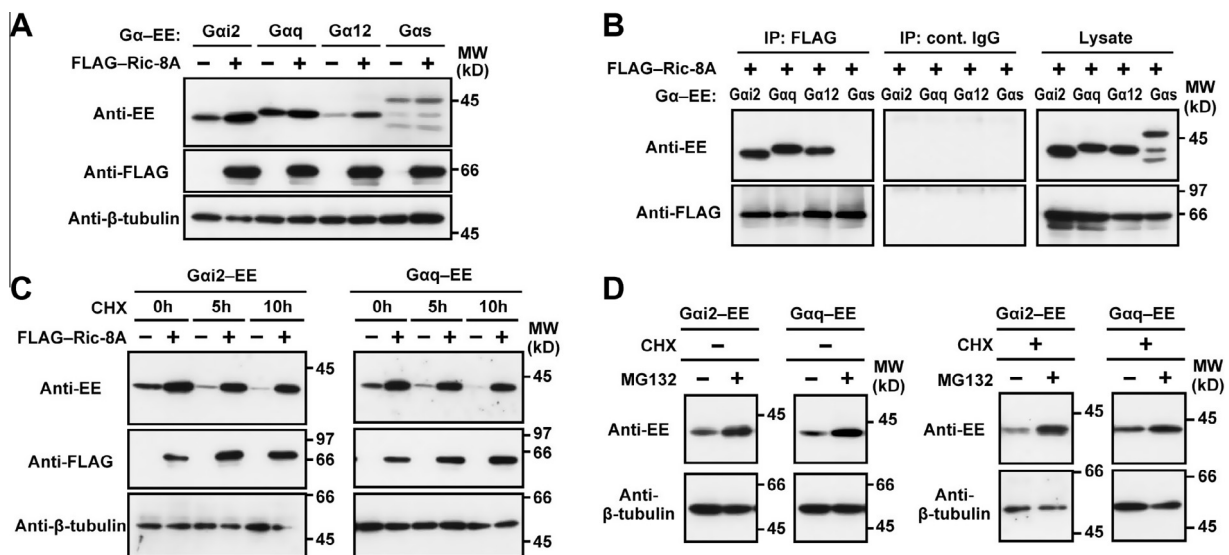 A
Gα–EE: Gαi2 Gαq Gα12 Gαs
FLAG–Ric-8A − + − + − + − + MW (kD)
Anti-EE 45
Anti-FLAG 66
Anti-β-tubulin 45
B
IP: FLAG IP: cont. IgG Lysate
FLAG–Ric-8A + + + + + + + + + + + +
Gα–EE: Gαi2 Gαq Gα12 Gαs Gαi2 Gαq Gα12 Gαs Gαi2 Gαq Gα12 Gαs MW (kD)
Anti-EE 45
97
Anti-FLAG 66
C
Gαi2–EE Gαq–EE
CHX 0h 5h 10h 0h 5h 10h
FLAG–Ric-8A − + − + − + − + − + − + MW (kD)
Anti-EE 45 45
97 97
Anti-FLAG 66 66
66 66
Anti-β-tubulin 45 45
D
Gαi2–EE Gαq–EE Gαi2–EE Gαq–EE
CHX − − CHX + +
MG132 − + − + MW (kD) MG132 − + − + MW (kD)
Anti-EE 45 45 Anti-EE 45 45
Anti-β-tubulin 66 66 Anti-β-tubulin 66 66
45 45 45 45